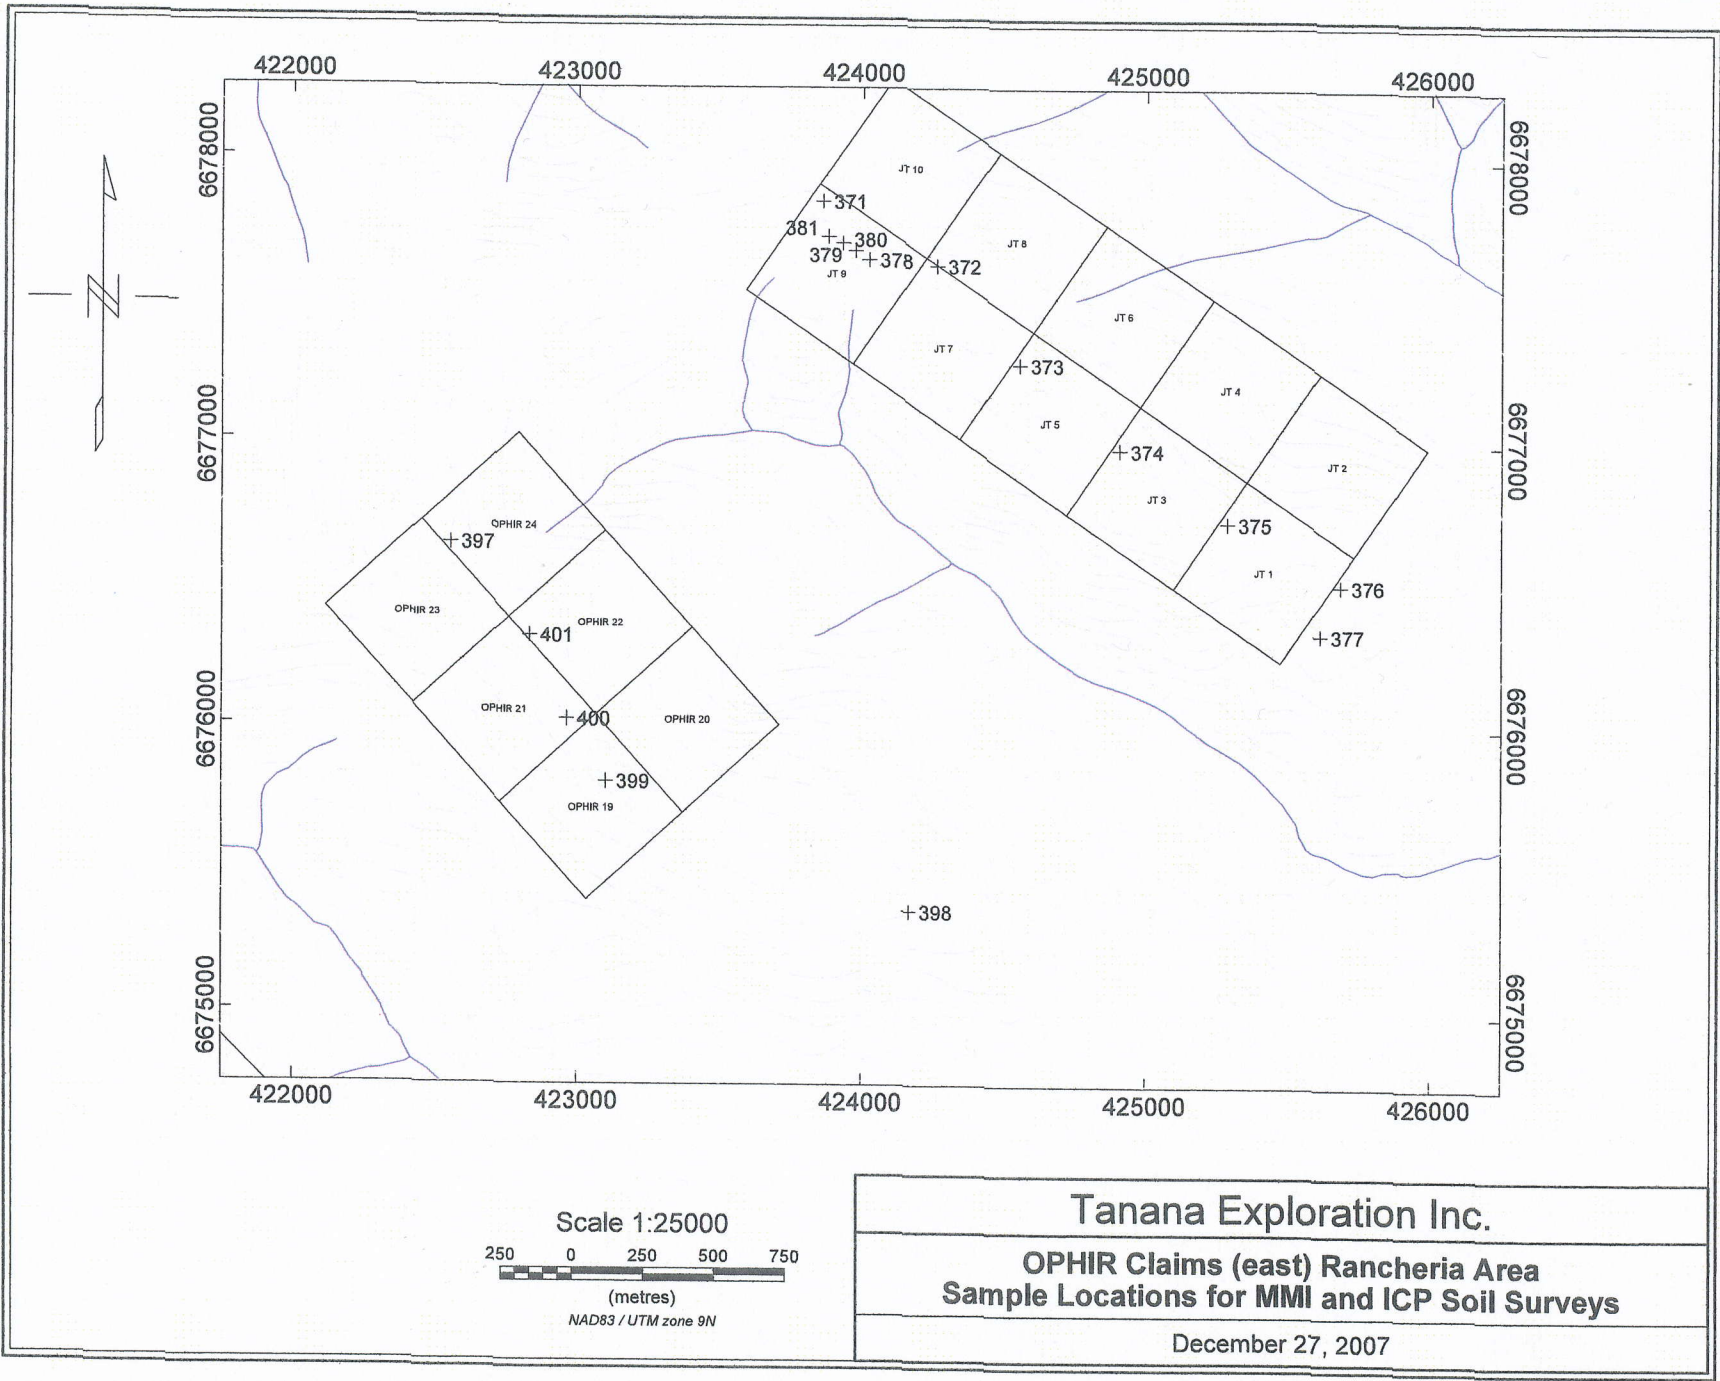 422000 423000 424000 425000 426000
6678000
6678000
6677000
6677000
6676000
6676000
6675000
6675000
N
JT 10
+371
381 +
+380
379 +
+378
JT 9
JT 8
+372
JT 6
JT 7
+373
JT 4
JT 5
+374
JT 2
JT 3
+375
JT 1
+376
+377
OPHIR 24
+397
OPHIR 23
OPHIR 22
+401
OPHIR 21
+400
OPHIR 20
+399
OPHIR 19
+398
422000 423000 424000 425000 426000
Scale 1:25000
250 0 250 500 750
(metres)
NAD83 / UTM zone 9N
Tanana Exploration Inc.
OPHIR Claims (east) Rancheria Area
Sample Locations for MMI and ICP Soil Surveys
December 27, 2007